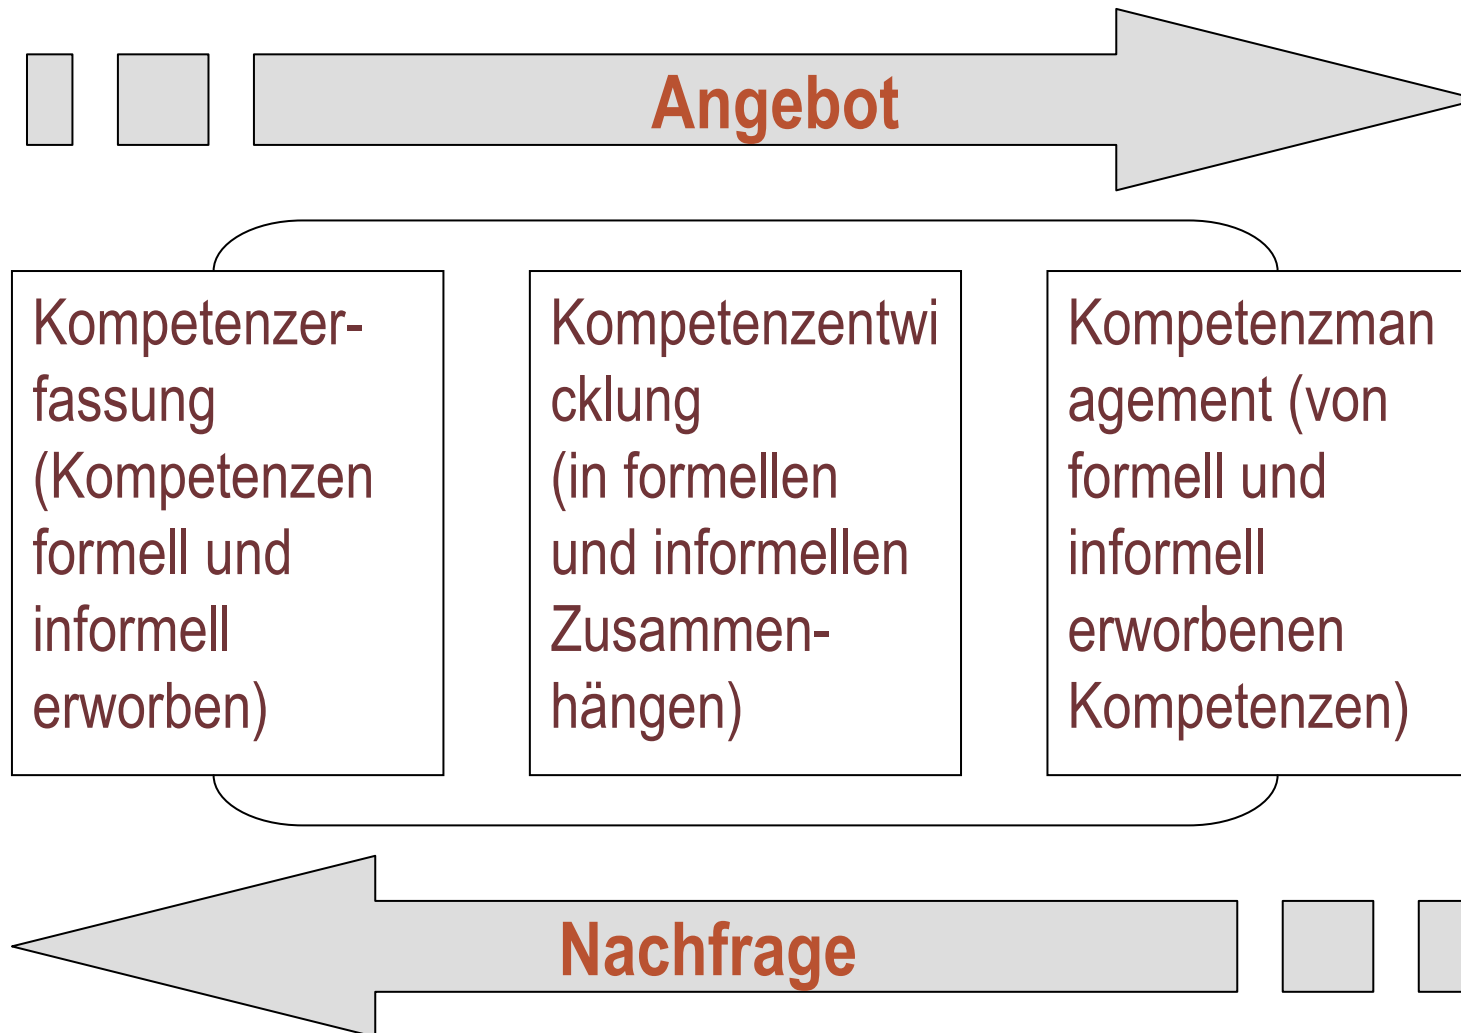 Angebot
Kompetenzer-
fassung
(Kompetenzen
formell und
informell
erworben)
Kompetenzentwi
cklung
(in formellen
und informellen
Zusammen-
hängen)
Kompetenzman
agement (von
formell und
informell
erworbenen
Kompetenzen)
Nachfrage